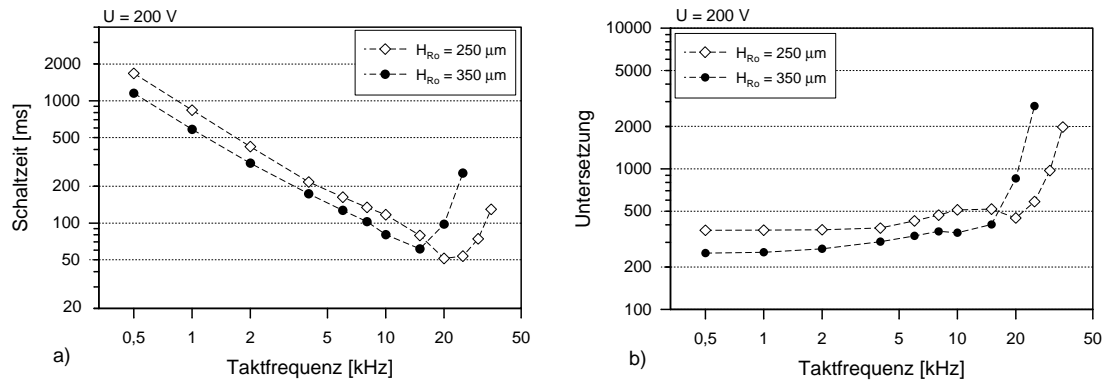 U = 200 V
H_Ro = 250 µm
H_Ro = 350 µm
Schaltzeit [ms]
2000
1000
500
200
100
50
20
0,5 1 2 5 10 20 50
Taktfrequenz [kHz]
a)
U = 200 V
H_Ro = 250 µm
H_Ro = 350 µm
Untersetzung
10000
5000
2000
1000
500
200
100
0,5 1 2 5 10 20 50
Taktfrequenz [kHz]
b)